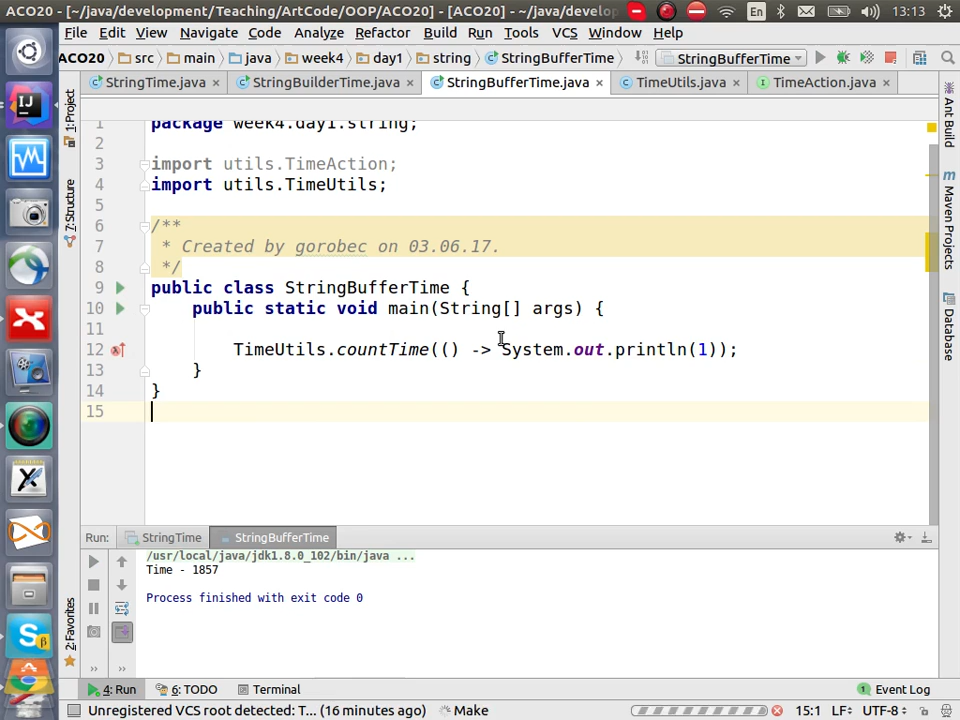 ACO20 – [~/java/development/Teaching/ArtCode/OOP/ACO20] - [ACO20] - ~/java/develop
En
13:13
File Edit View Navigate Code Analyze Refactor Build Run Tools VCS Window Help
ACO20 src main java week4 day1 string StringBufferTime StringBufferTime
StringTime.java × StringBuilderTime.java × StringBufferTime.java × TimeUtils.java × TimeAction.java ×
1: Project
7: Structure
2: Favorites
Ant Build
Maven Projects
Database
1 package week4.day1.string;
2
3 import utils.TimeAction;
4 import utils.TimeUtils;
5
6 /**
7 * Created by gorobec on 03.06.17.
8 */
9 public class StringBufferTime {
10 public static void main(String[] args) {
11
12 TimeUtils.countTime(() -> System.out.println(1));
13 }
14 }
15
Run: StringTime StringBufferTime
/usr/local/java/jdk1.8.0_102/bin/java ...
Time - 1857
Process finished with exit code 0
4: Run 6: TODO Terminal Event Log
Unregistered VCS root detected: T... (16 minutes ago) Make 15:1 LF÷ UTF-8÷